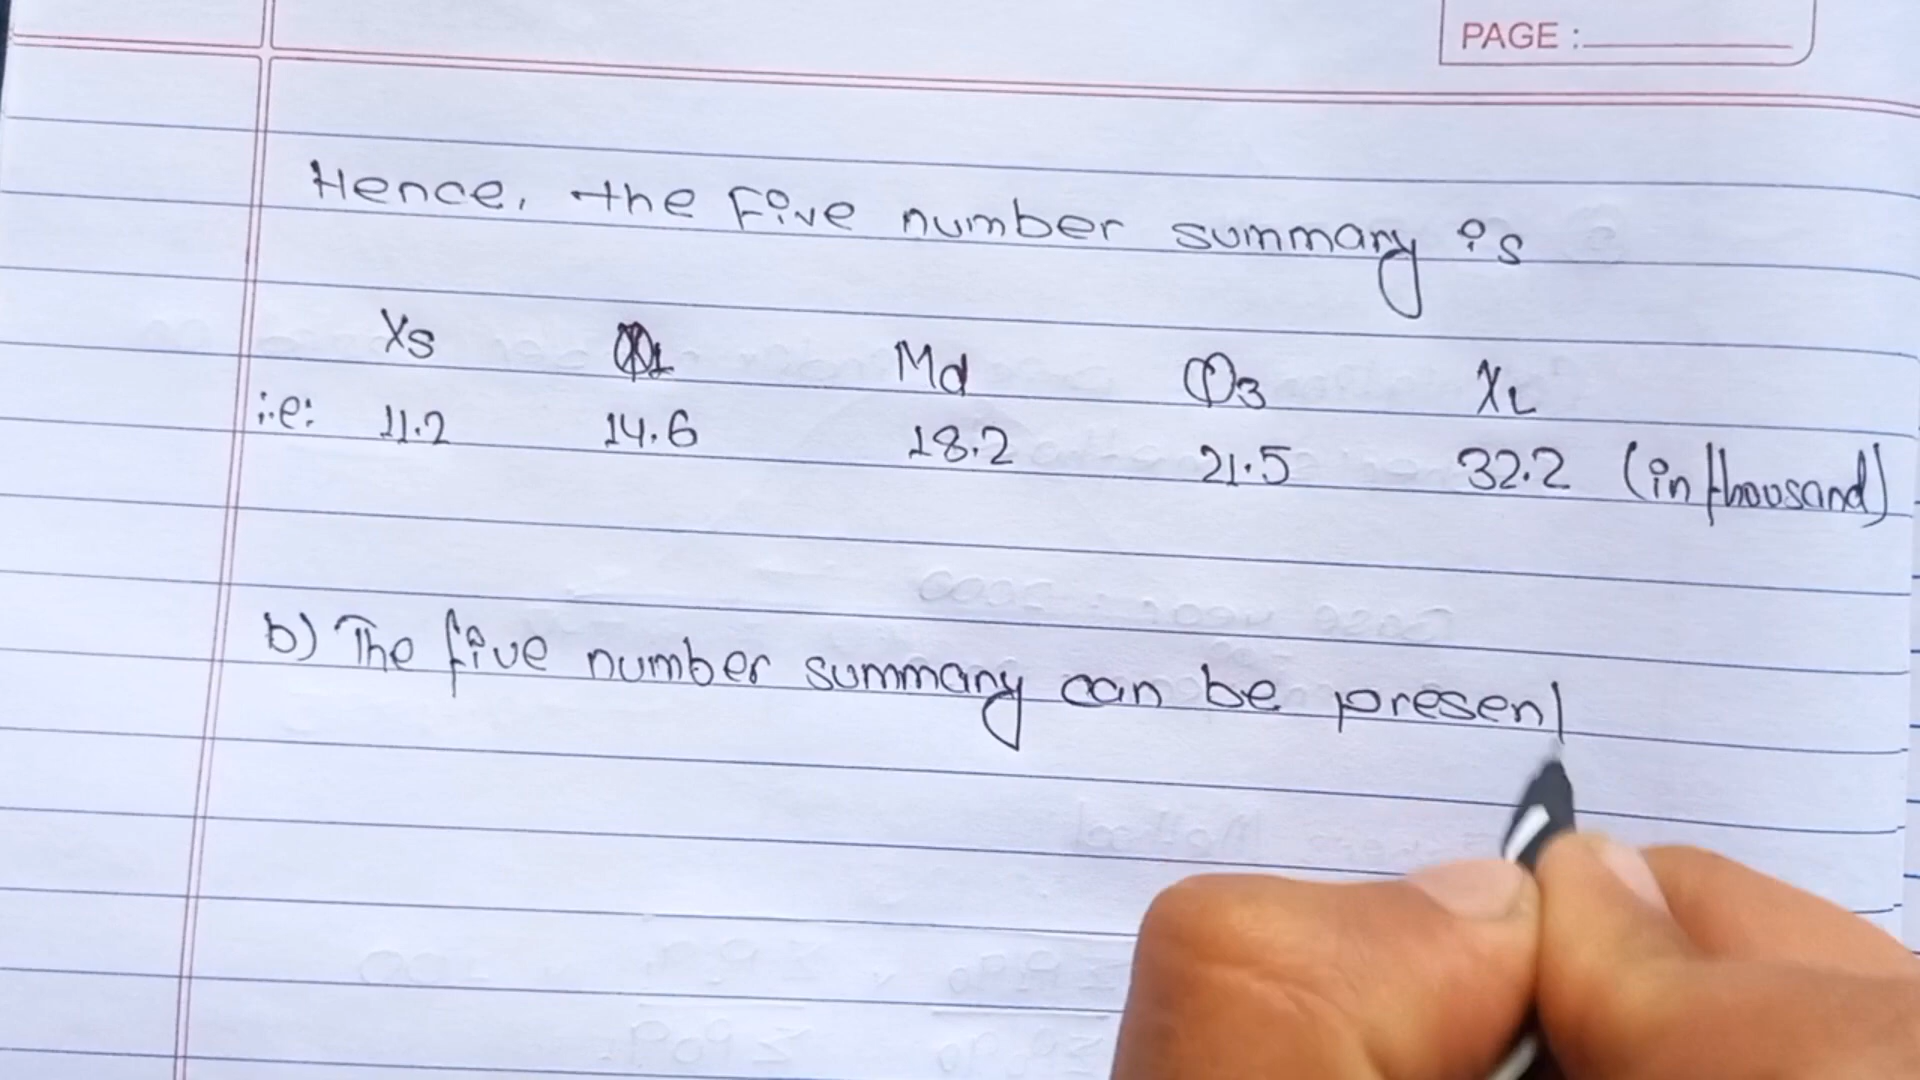 PAGE :
Hence, the Five number summary is
Xs Q1 Md Q3 XL
i.e: 11.2 14.6 18.2 21.5 32.2 (in thousand)
b) The five number summary can be present